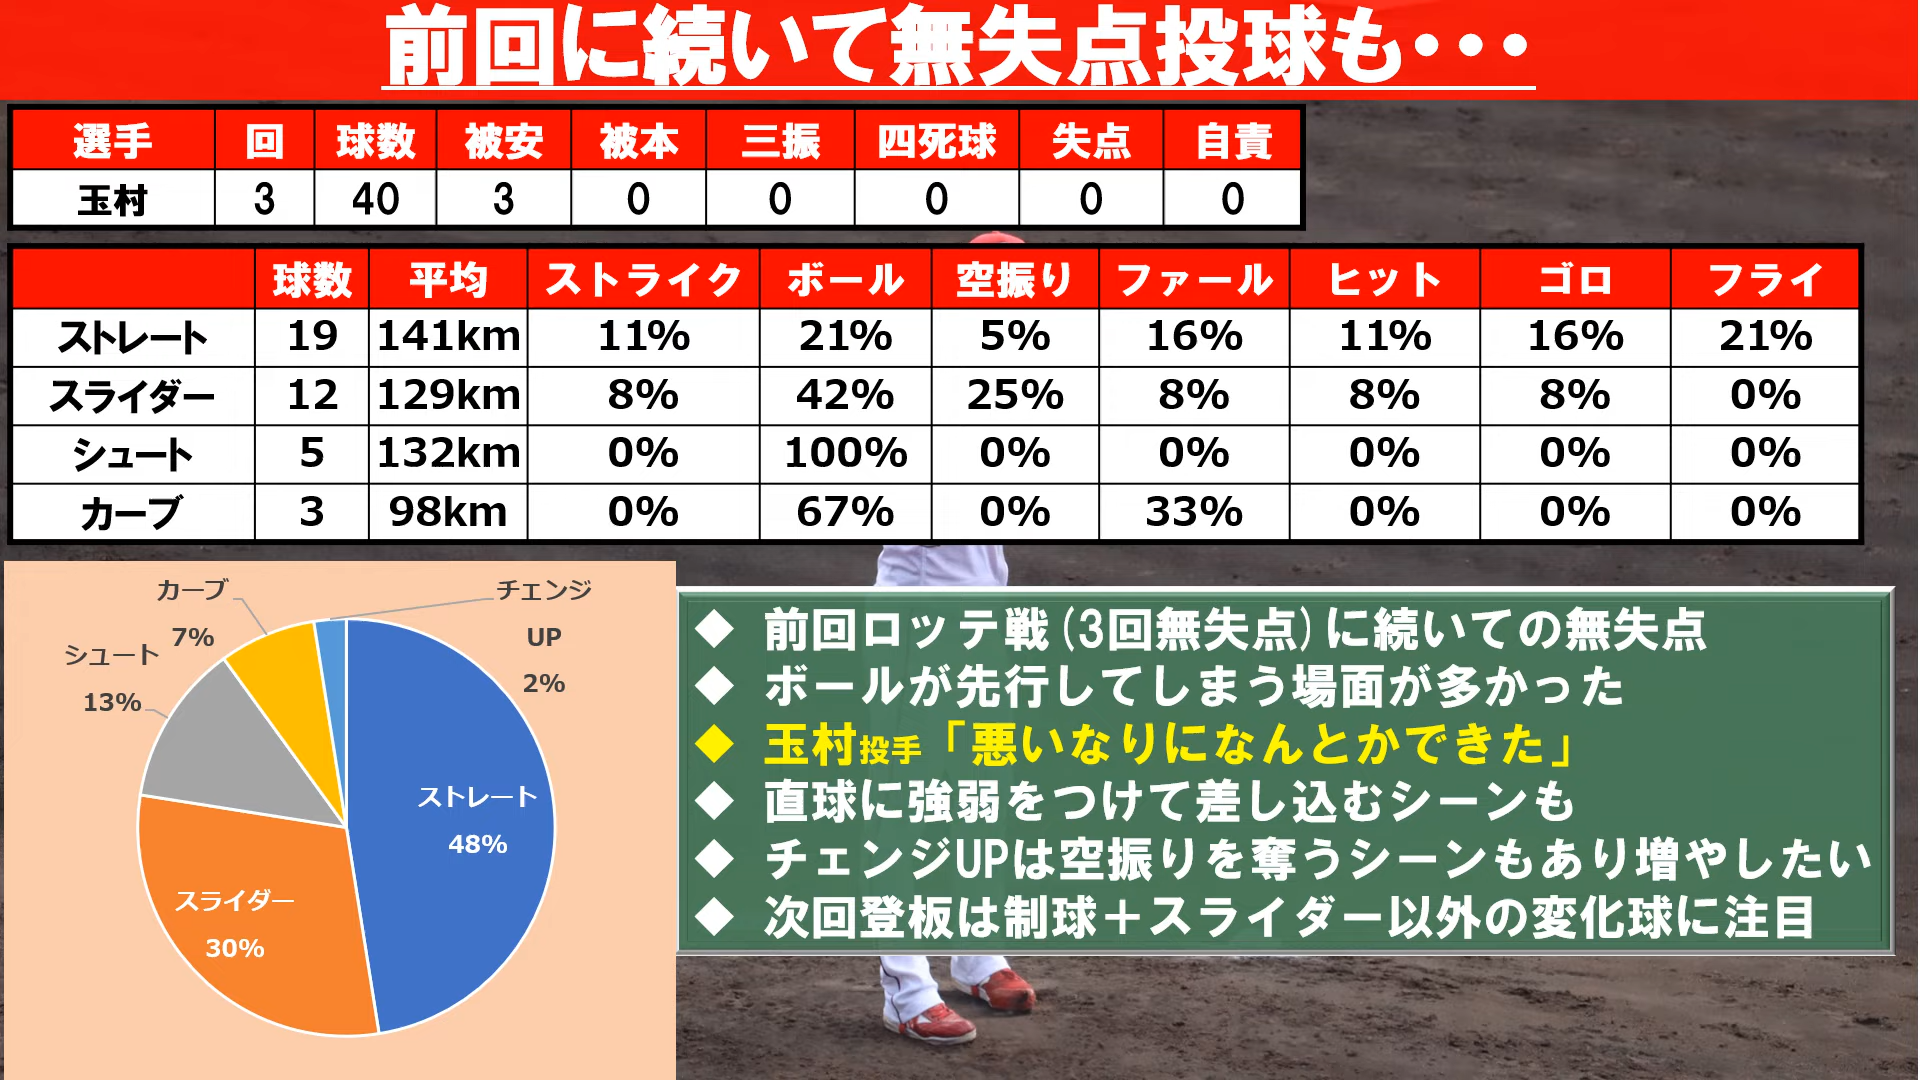 前回に続いて無失点投球も・・・
選手 回 球数 被安 被本 三振 四死球 失点 自責
玉村 3 40 3 0 0 0 0 0
球数 平均 ストライク ボール 空振り ファール ヒット ゴロ フライ
ストレート 19 141km 11% 21% 5% 16% 11% 16% 21%
スライダー 12 129km 8% 42% 25% 8% 8% 8% 0%
シュート 5 132km 0% 100% 0% 0% 0% 0% 0%
カーブ 3 98km 0% 67% 0% 33% 0% 0% 0%
カーブ
7%
チェンジ
UP
2%
シュート
13%
ストレート
48%
スライダー
30%
◆ 前回ロッテ戦(3回無失点)に続いての無失点
◆ ボールが先行してしまう場面が多かった
◆ 玉村投手「悪いなりになんとかできた」
◆ 直球に強弱をつけて差し込むシーンも
◆ チェンジUPは空振りを奪うシーンもあり増やしたい
◆ 次回登板は制球＋スライダー以外の変化球に注目